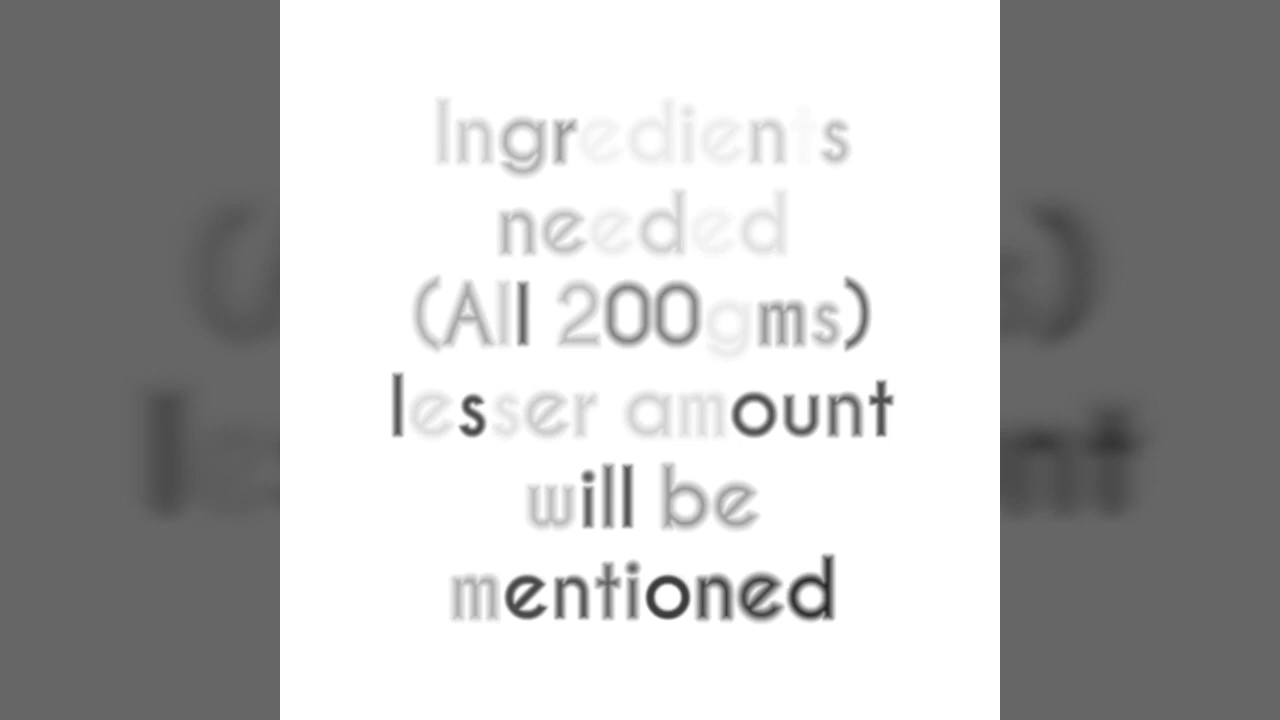 Ingredients
needed
(All 200gms)
lesser amount
will be
mentioned